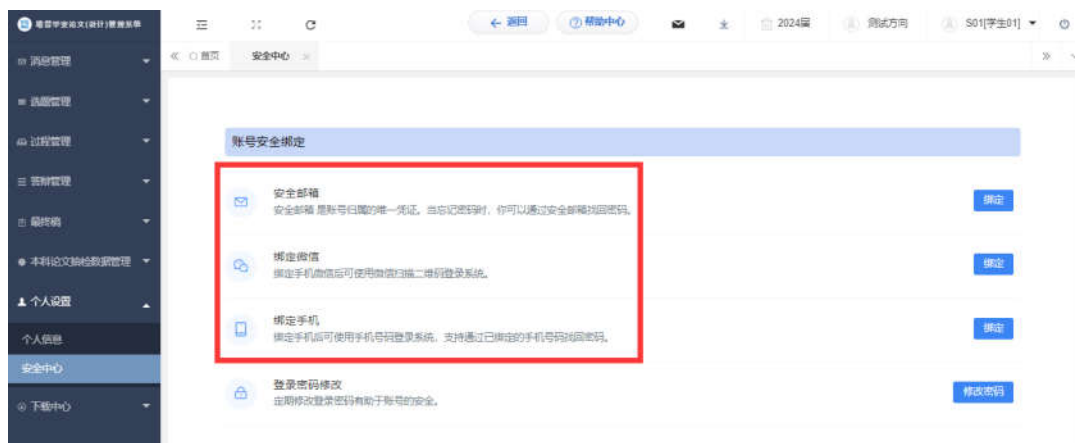 返回
帮助中心
2024届
测试方向
S01[学生01]
消息管理
首页
安全中心
选题管理
过程管理
答辩管理
最终稿
本科论文抽检数据管理
个人设置
个人信息
安全中心
下载中心
账号安全绑定
安全邮箱
安全邮箱 是账号归属的唯一凭证。当忘记密码时，你可以通过安全邮箱找回密码。
绑定
绑定微信
绑定手机微信后可使用微信扫描二维码登录系统。
绑定
绑定手机
绑定手机后可使用手机号码登录系统，支持通过已绑定的手机号码找回密码。
绑定
登录密码修改
定期修改登录密码有助于账号的安全。
修改密码